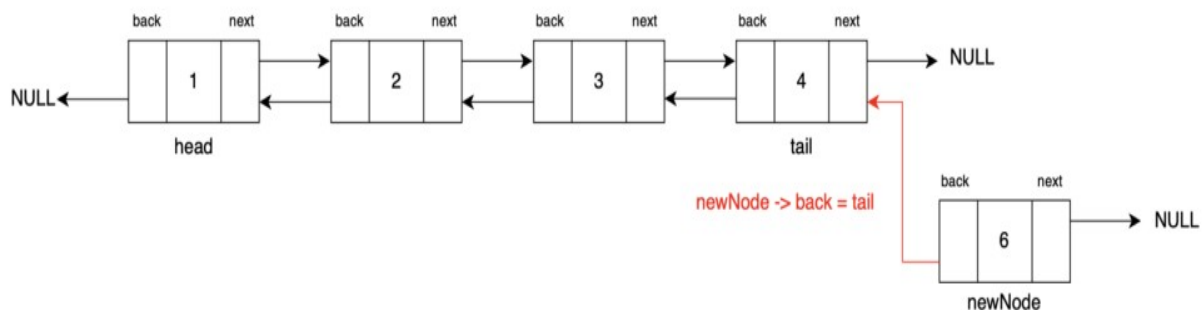 back next back next back next back next
NULL 1 2 3 4 NULL
head tail
newNode -> back = tail
back next
6 NULL
newNode